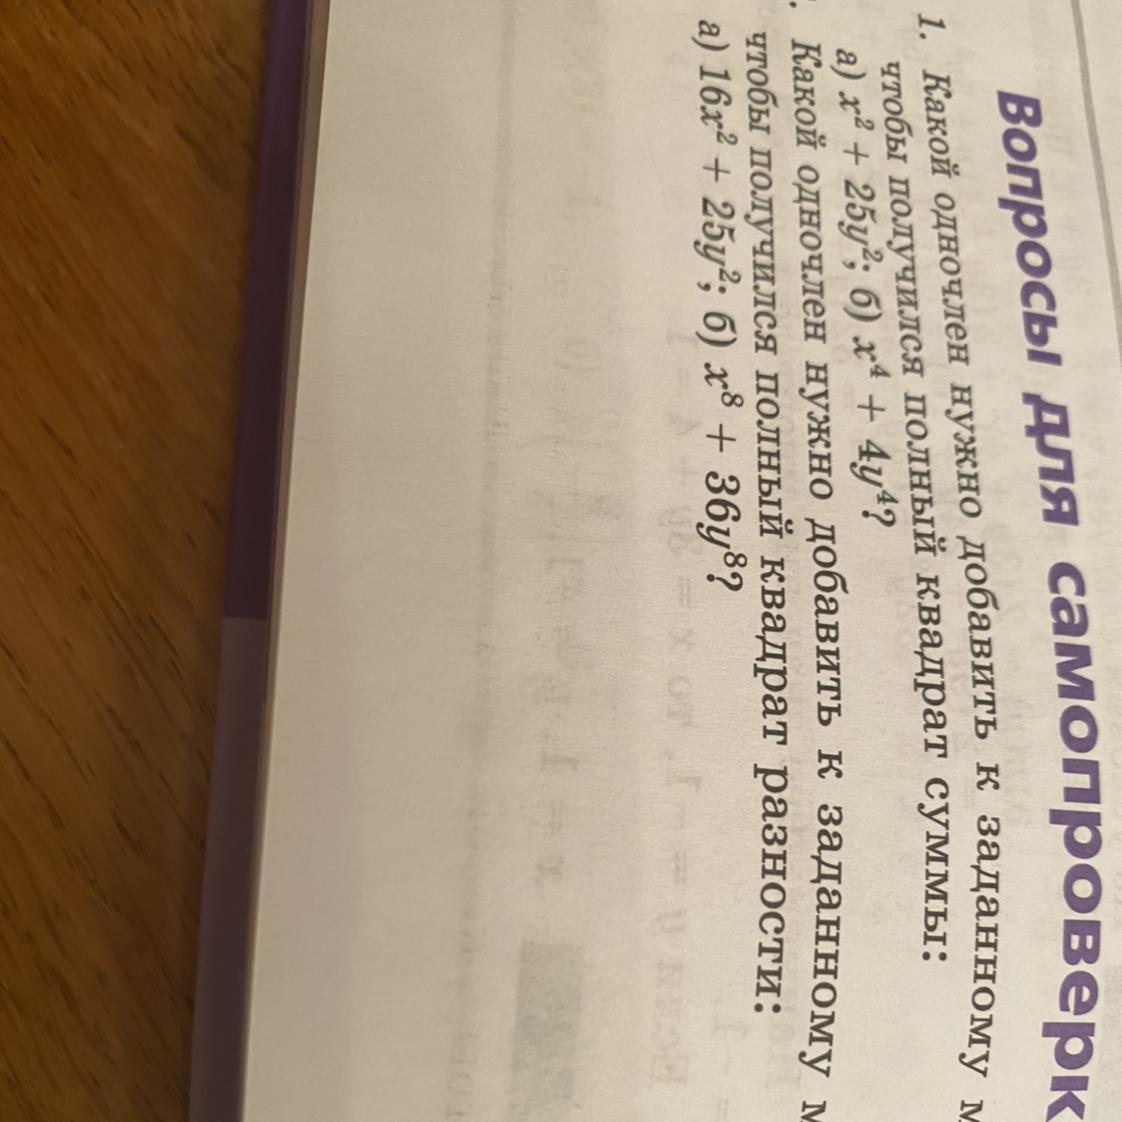 Вопросы для самопроверк
1. Какой одночлен нужно добавить к заданному м
чтобы получился полный квадрат суммы:
а) x² + 25y²; б) x⁴ + 4y⁴?
. Какой одночлен нужно добавить к заданному м
чтобы получился полный квадрат разности:
а) 16x² + 25y²; б) x⁸ + 36y⁸?